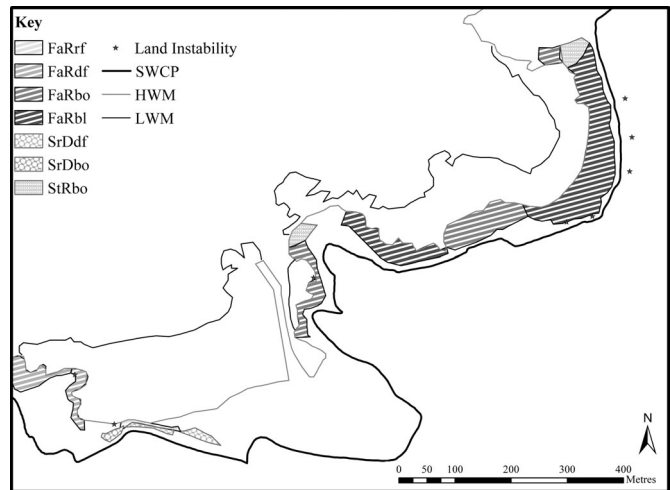 Key
FaRrf
FaRdf
FaRbo
FaRbl
SrDdf
SrDbo
StRbo
Land Instability
SWCP
HWM
LWM
N
0 50 100 200 300 400
Metres